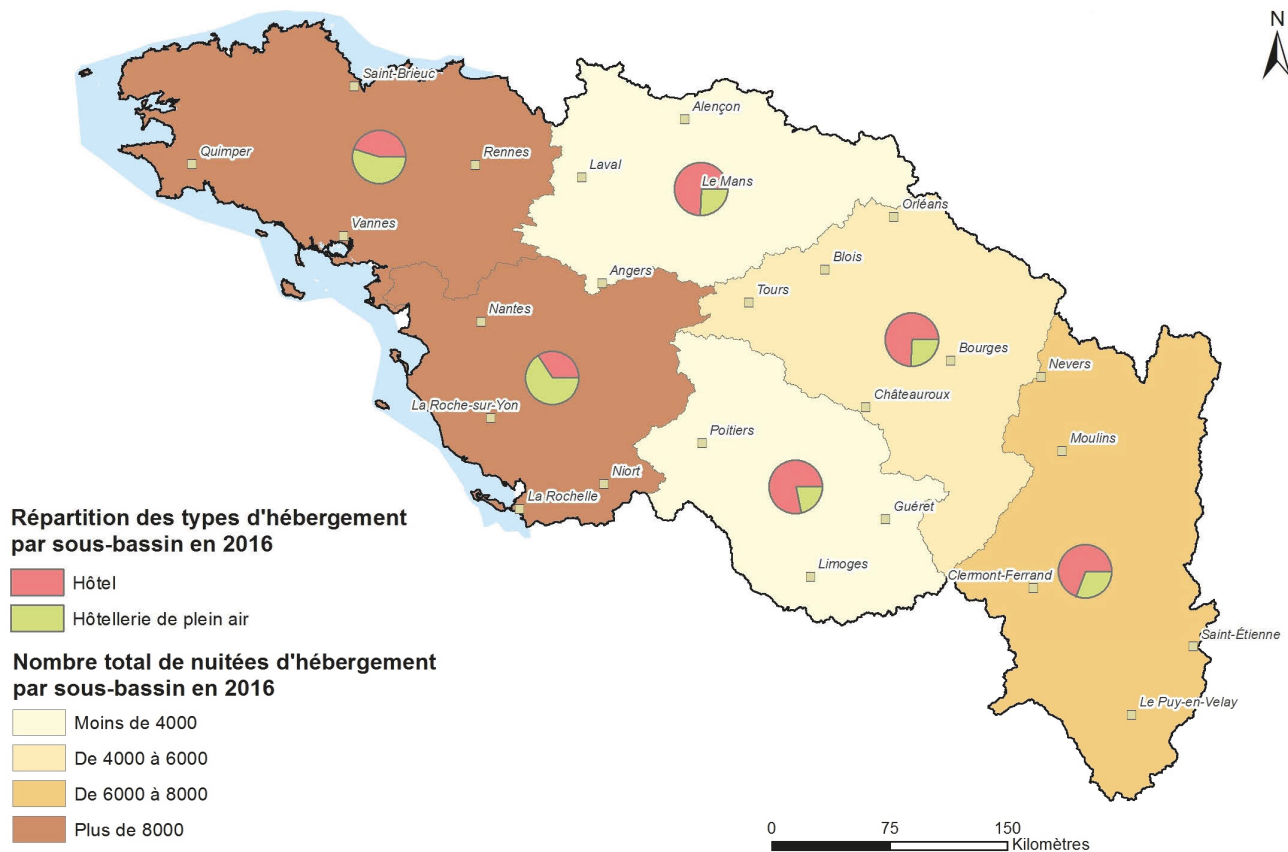 N
Saint-Brieuc
Alençon
Quimper
Rennes
Laval
Le Mans
Orléans
Vannes
Blois
Angers
Tours
Nantes
Bourges
Nevers
Châteauroux
La Roche-sur-Yon
Poitiers
Moulins
Niort
La Rochelle
Guéret
Limoges
Clermont-Ferrand
Saint-Étienne
Le Puy-en-Velay
Répartition des types d'hébergement
par sous-bassin en 2016
Hôtel
Hôtellerie de plein air
Nombre total de nuitées d'hébergement
par sous-bassin en 2016
Moins de 4000
De 4000 à 6000
De 6000 à 8000
Plus de 8000
0 75 150
Kilomètres